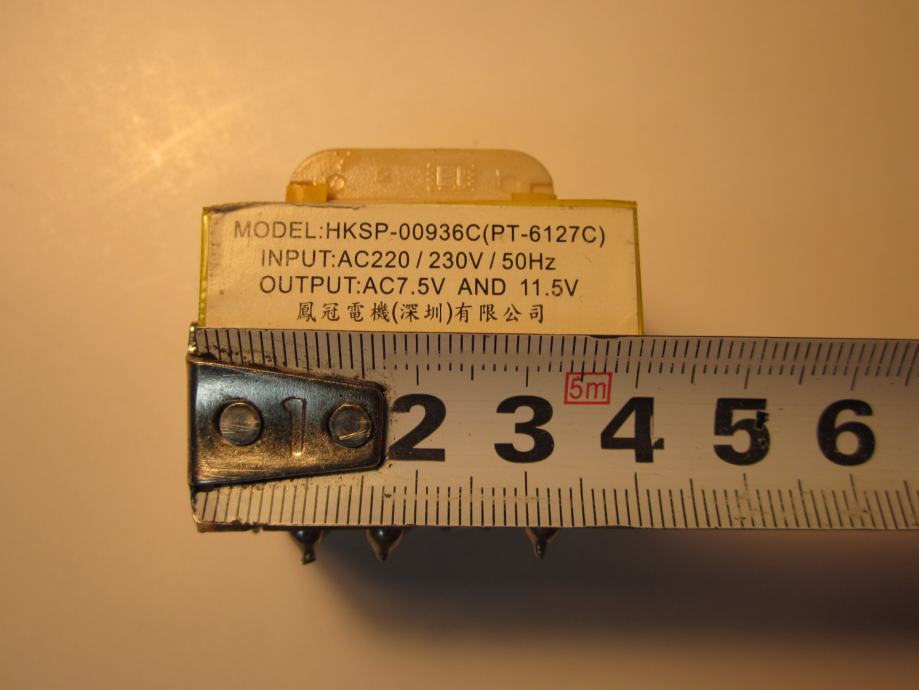 MODEL:HKSP-00936C(PT-6127C)
INPUT:AC220 / 230V / 50Hz
OUTPUT:AC7.5V AND 11.5V
鳳冠電機(深圳)有限公司
5m
1 2 3 4 5 6